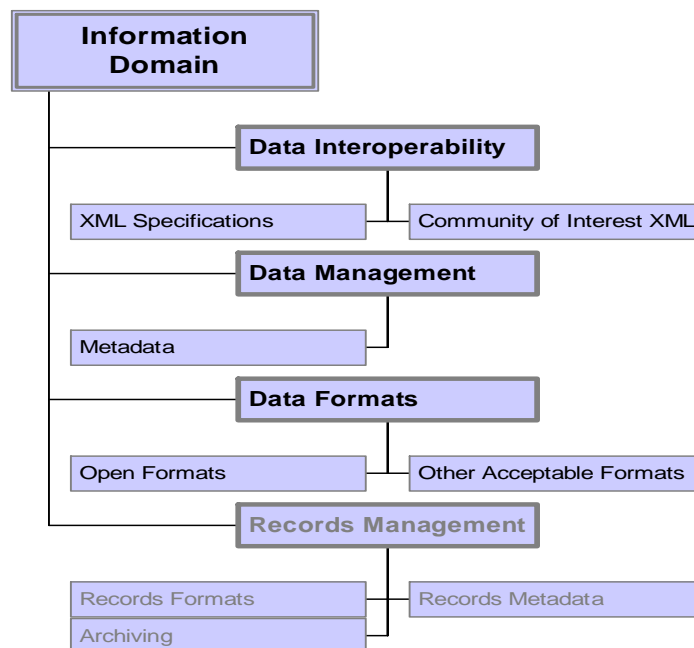 Information
Domain
Data Interoperability
XML Specifications
Community of Interest XML
Data Management
Metadata
Data Formats
Open Formats
Other Acceptable Formats
Records Management
Records Formats
Records Metadata
Archiving